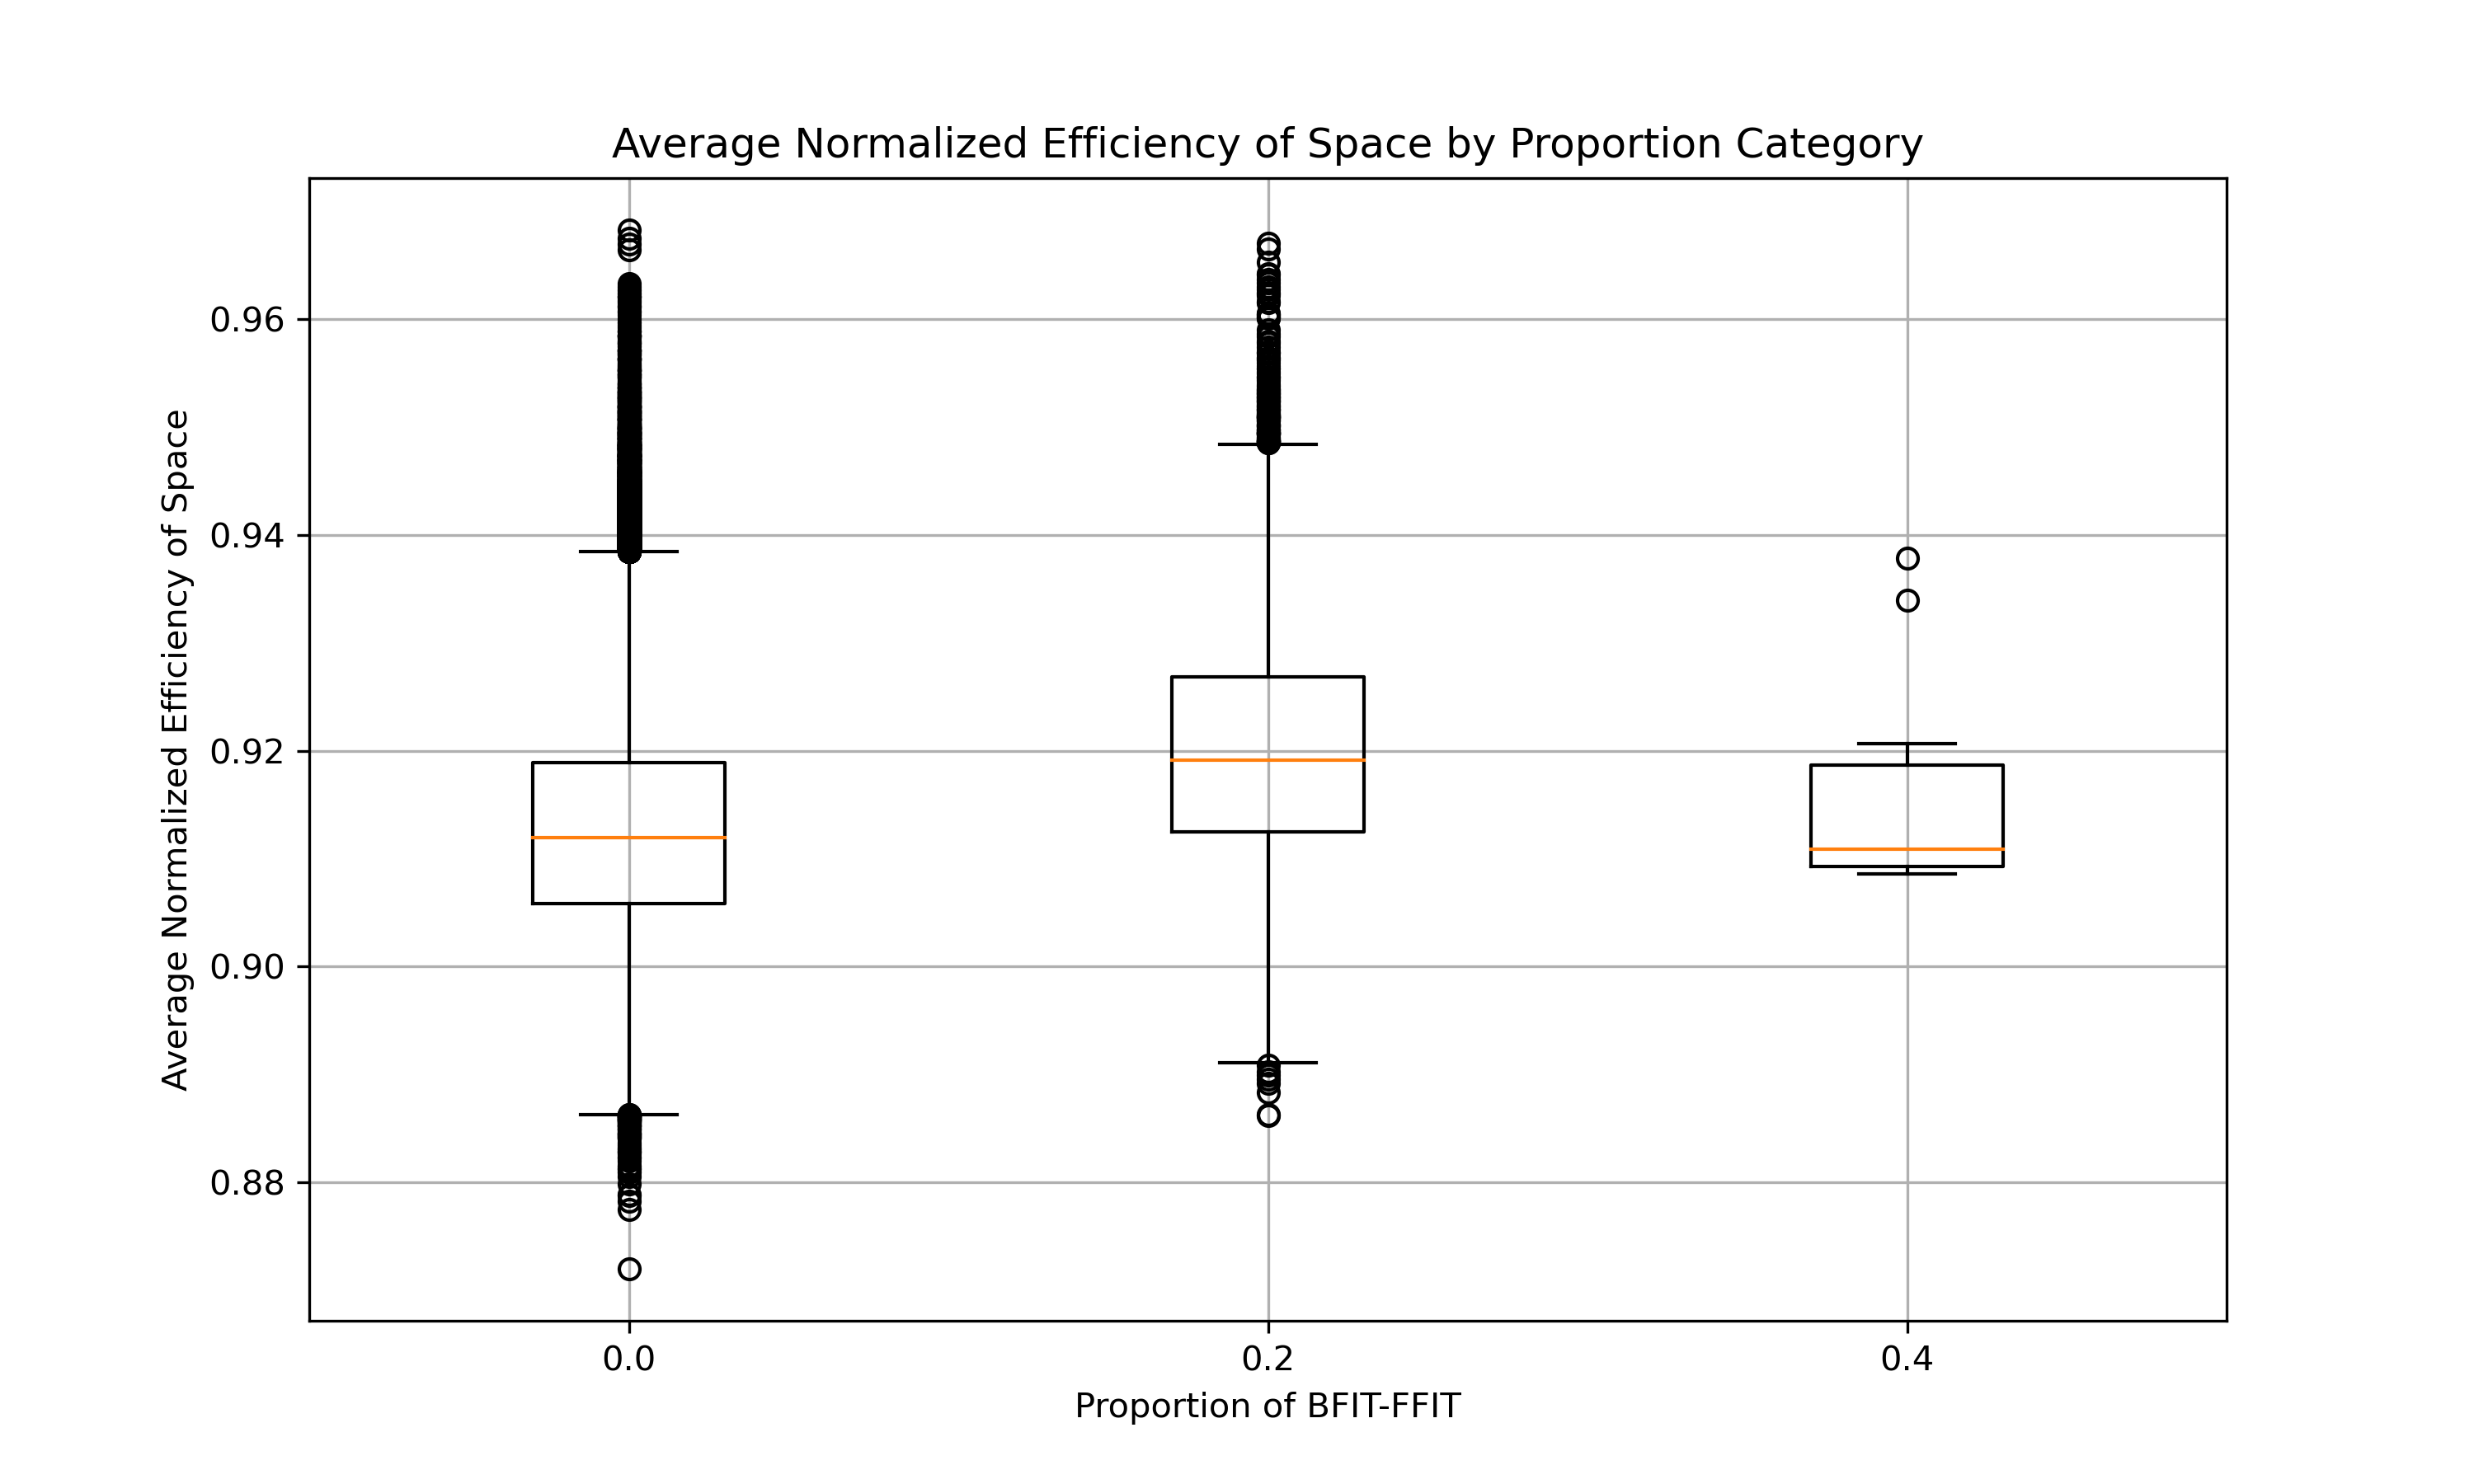 Average Normalized Efficiency of Space by Proportion Category
Average Normalized Efficiency of Space
0.96
0.94
0.92
0.90
0.88
0.0 0.2 0.4
Proportion of BFIT-FFIT